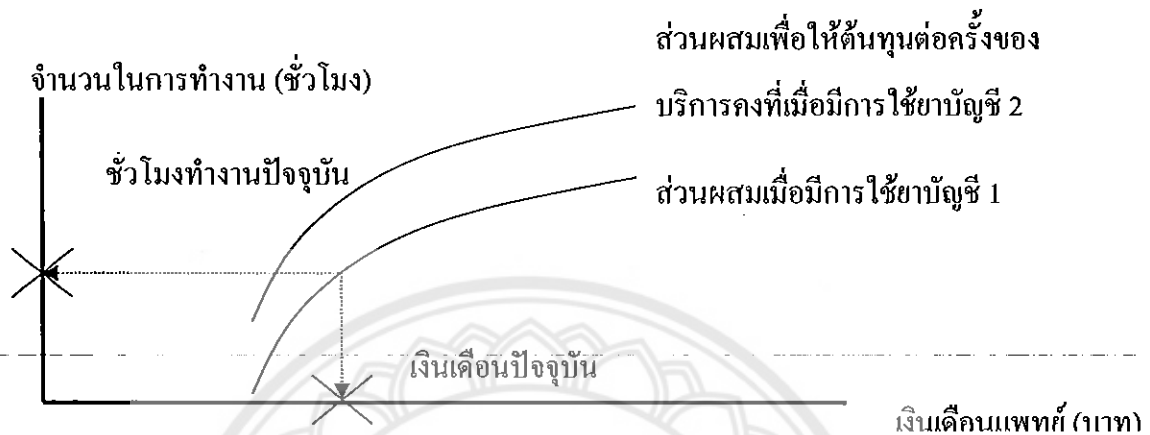 ส่วนผสมเพื่อให้ต้นทุนต่อครั้งของ
จำนวนในการทำงาน (ชั่วโมง)
บริการคงที่เมื่อมีการใช้ยาบัญชี 2
ชั่วโมงทำงานปัจจุบัน
ส่วนผสมเมื่อมีการใช้ยาบัญชี 1
เงินเดือนปัจจุบัน
เงินเดือนแพทย์ (บาท)